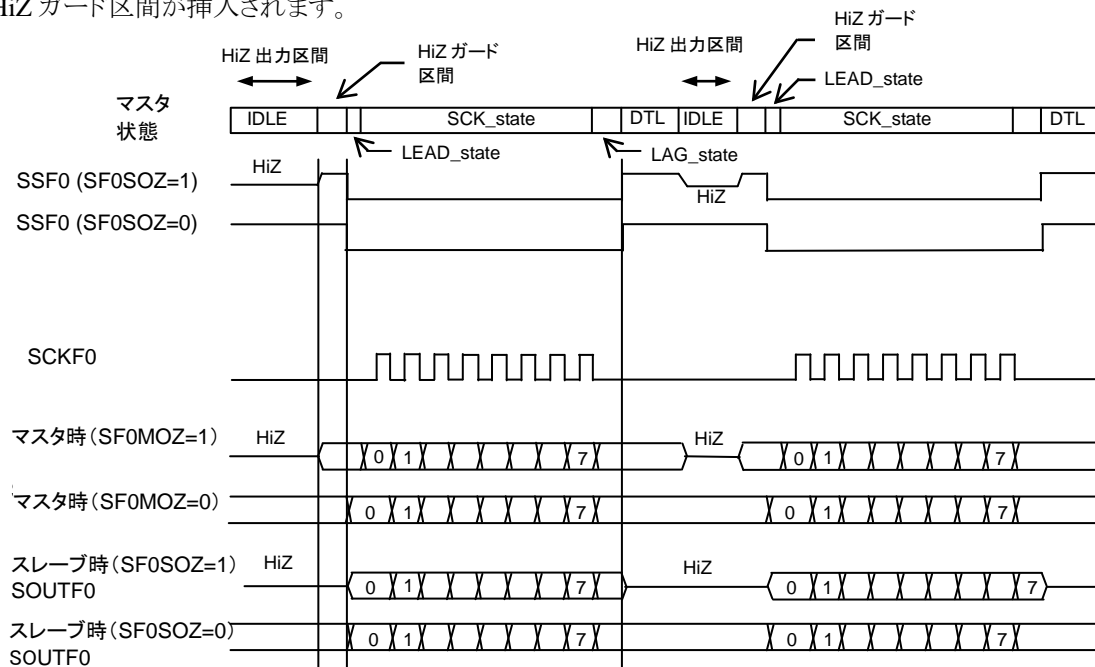 HiZ ガード区間が挿入されます。
HiZ 出力区間
HiZ ガード
区間
HiZ 出力区間
HiZ ガード
区間
LEAD_state
マスタ
状態
IDLE
SCK_state
DTL
IDLE
SCK_state
DTL
LEAD_state
LAG_state
SSF0 (SF0SOZ=1)
HiZ
HiZ
SSF0 (SF0SOZ=0)
SCKF0
マスタ時(SF0MOZ=1)
HiZ
0 1 7
HiZ
0 1 7
マスタ時(SF0MOZ=0)
0 1 7
0 1 7
スレーブ時(SF0SOZ=1)
SOUTF0
HiZ
0 1 7
HiZ
0 1 7
スレーブ時(SF0SOZ=0)
SOUTF0
0 1 7
0 1 7